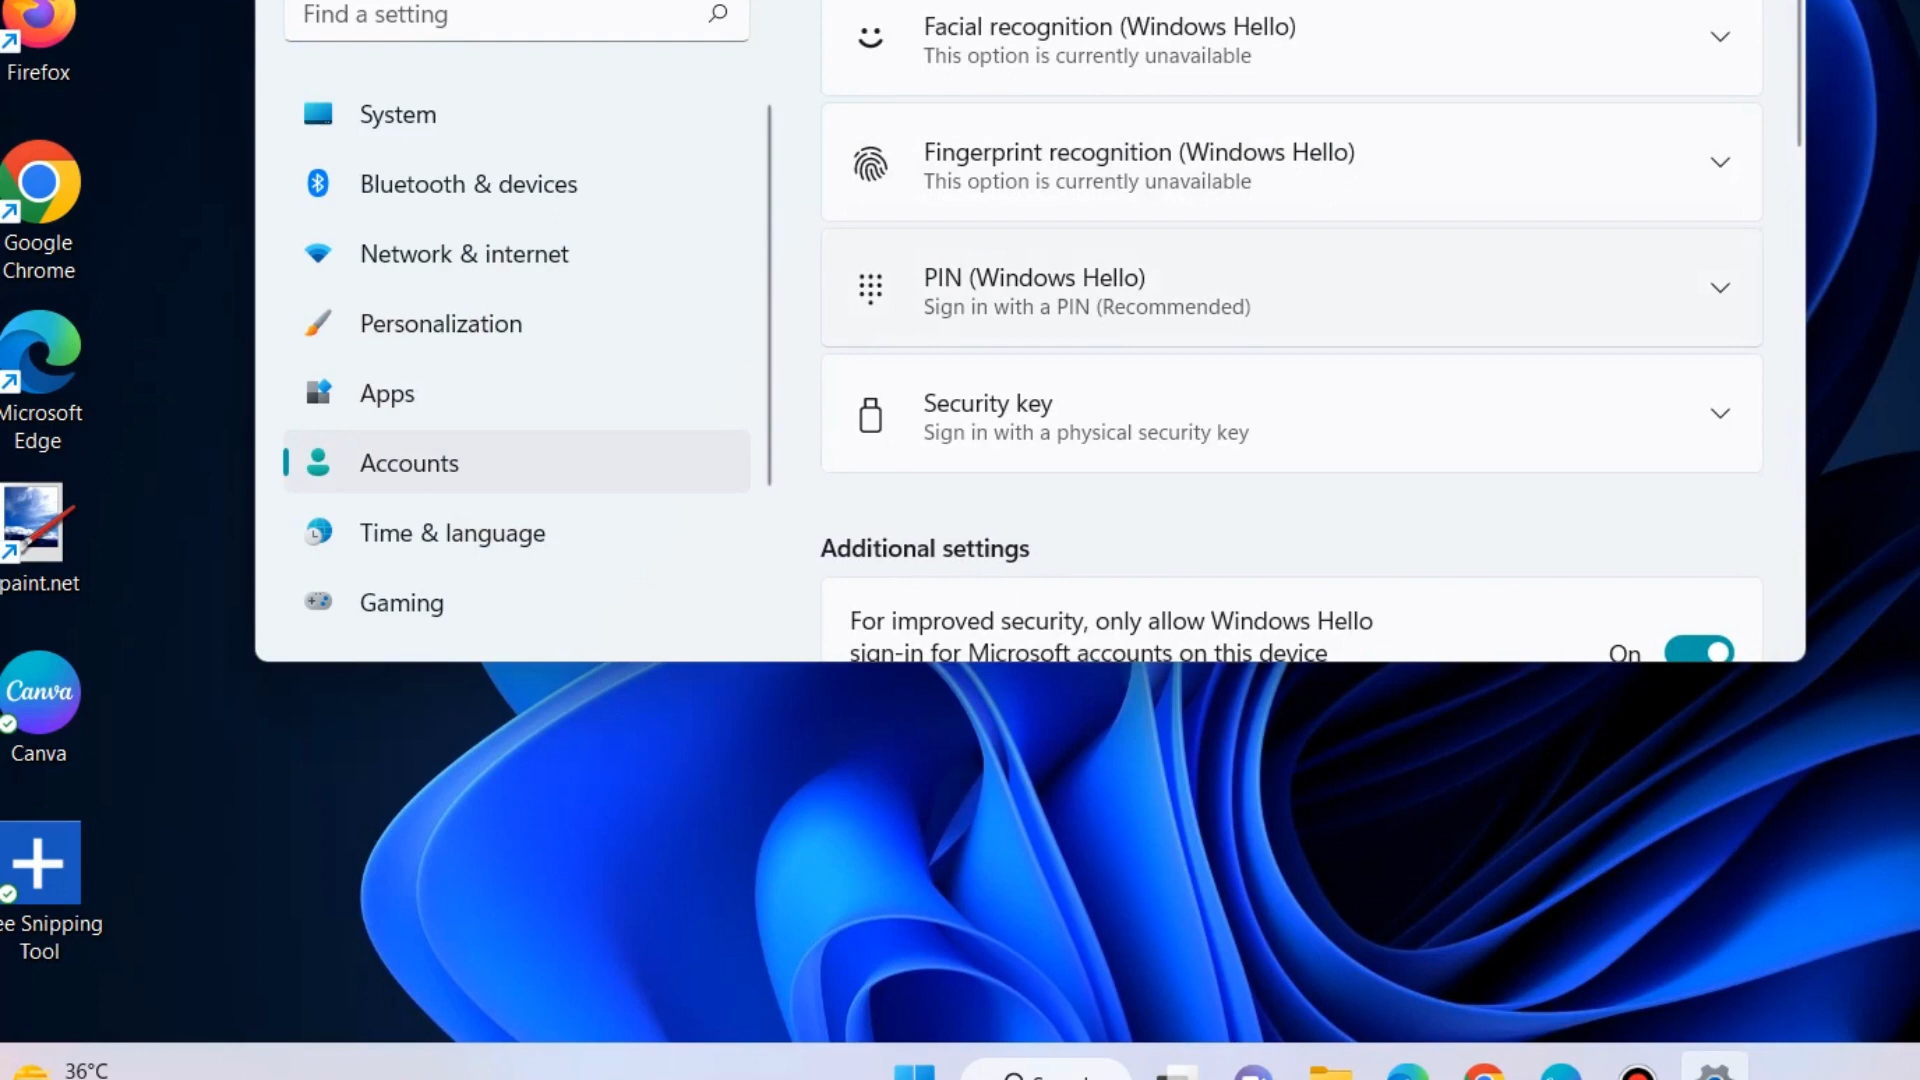 Firefox
Google
Chrome
Microsoft
Edge
paint.net
Canva
Canva
ee Snipping
Tool
Find a setting
System
Bluetooth & devices
Network & internet
Personalization
Apps
Accounts
Time & language
Gaming
Facial recognition (Windows Hello)
This option is currently unavailable
Fingerprint recognition (Windows Hello)
This option is currently unavailable
PIN (Windows Hello)
Sign in with a PIN (Recommended)
Security key
Sign in with a physical security key
Additional settings
For improved security, only allow Windows Hello
sign-in for Microsoft accounts on this device
On
36°C